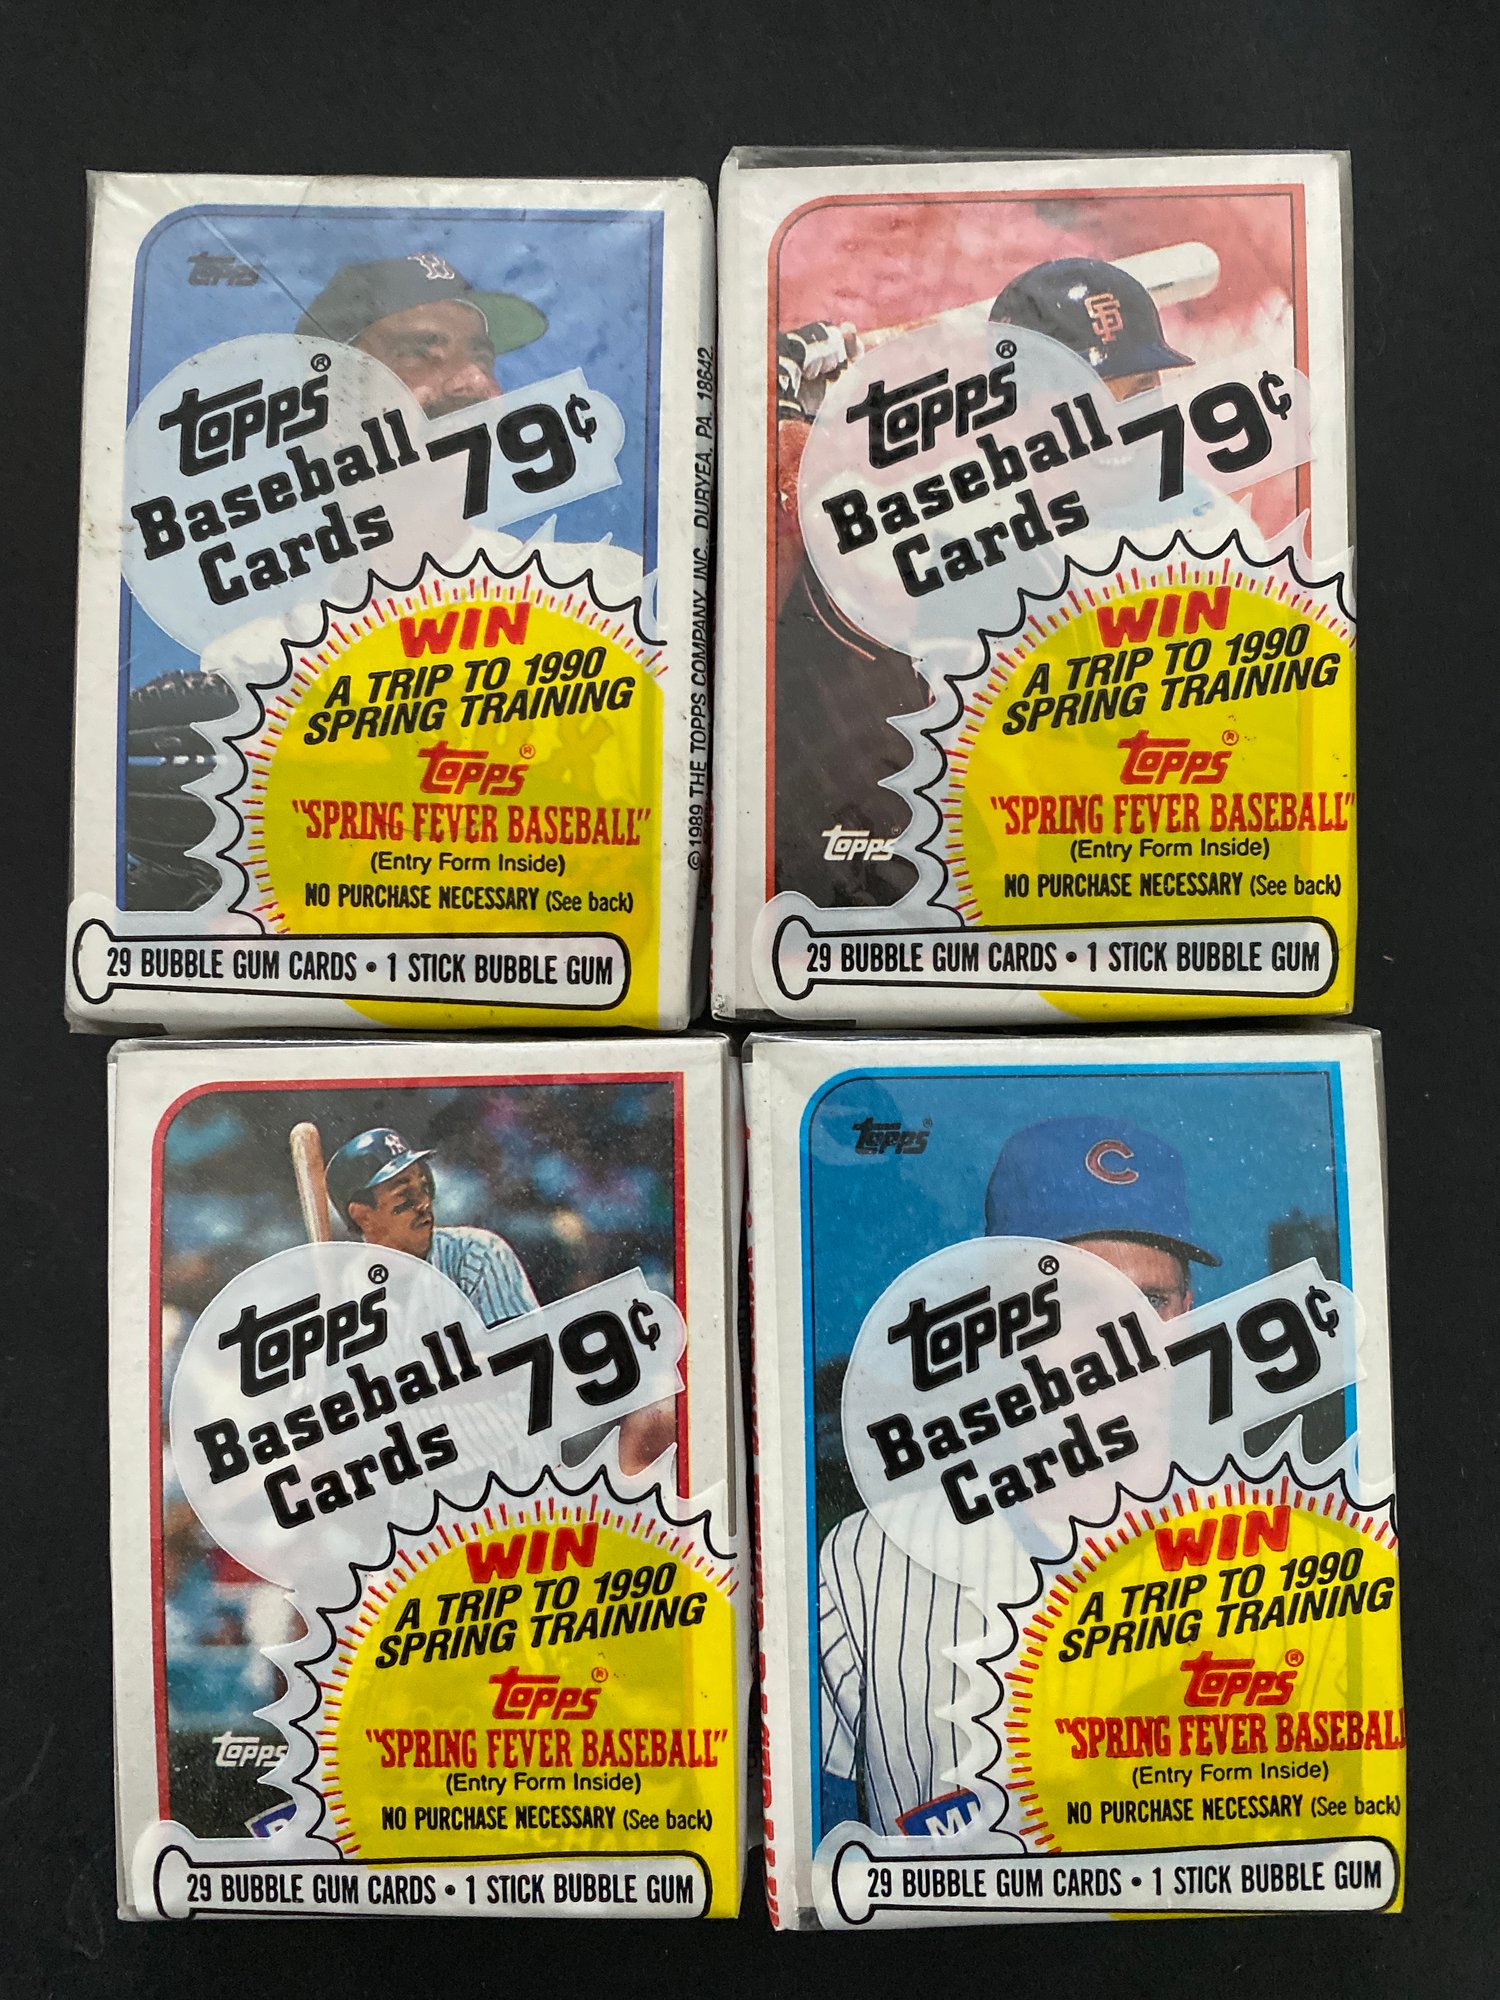 Topps
Topps®
Baseball
Cards
79¢
WIN
A TRIP TO 1990
SPRING TRAINING
Topps®
"SPRING FEVER BASEBALL"
(Entry Form Inside)
NO PURCHASE NECESSARY (See back)
29 BUBBLE GUM CARDS • 1 STICK BUBBLE GUM
© 1989 THE TOPPS COMPANY, INC., DURYEA, PA. 18642
SF
Topps®
Baseball
Cards
79¢
WIN
A TRIP TO 1990
SPRING TRAINING
Topps®
"SPRING FEVER BASEBALL"
(Entry Form Inside)
Topps®
NO PURCHASE NECESSARY (See back)
29 BUBBLE GUM CARDS • 1 STICK BUBBLE GUM
NY
Topps®
Baseball
Cards
79¢
WIN
A TRIP TO 1990
SPRING TRAINING
Topps®
"SPRING FEVER BASEBALL"
Topps
(Entry Form Inside)
NO PURCHASE NECESSARY (See back)
29 BUBBLE GUM CARDS • 1 STICK BUBBLE GUM
Topps®
C
Topps®
Baseball
Cards
79¢
WIN
A TRIP TO 1990
SPRING TRAINING
Topps®
"SPRING FEVER BASEBALL
(Entry Form Inside)
NO PURCHASE NECESSARY (See back)
29 BUBBLE GUM CARDS • 1 STICK BUBBLE GUM